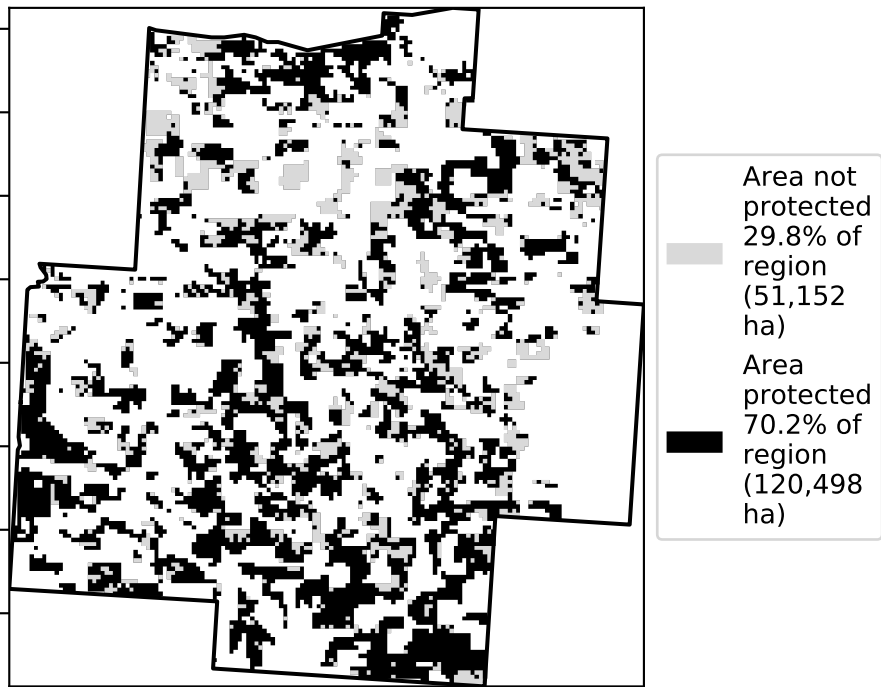 Area not
protected
29.8% of
region
(51,152
ha)
Area
protected
70.2% of
region
(120,498
ha)